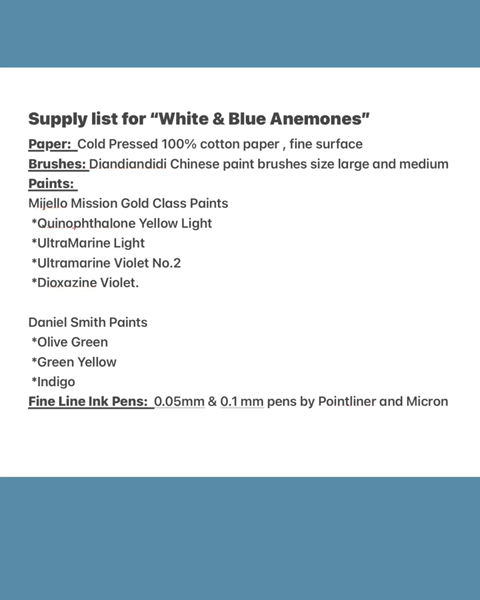 Supply list for “White & Blue Anemones”
Paper: Cold Pressed 100% cotton paper , fine surface
Brushes: Diandiandidi Chinese paint brushes size large and medium
Paints:
Mijello Mission Gold Class Paints
*Quinophthalone Yellow Light
*UltraMarine Light
*Ultramarine Violet No.2
*Dioxazine Violet.
Daniel Smith Paints
*Olive Green
*Green Yellow
*Indigo
Fine Line Ink Pens: 0.05mm & 0.1 mm pens by Pointliner and Micron